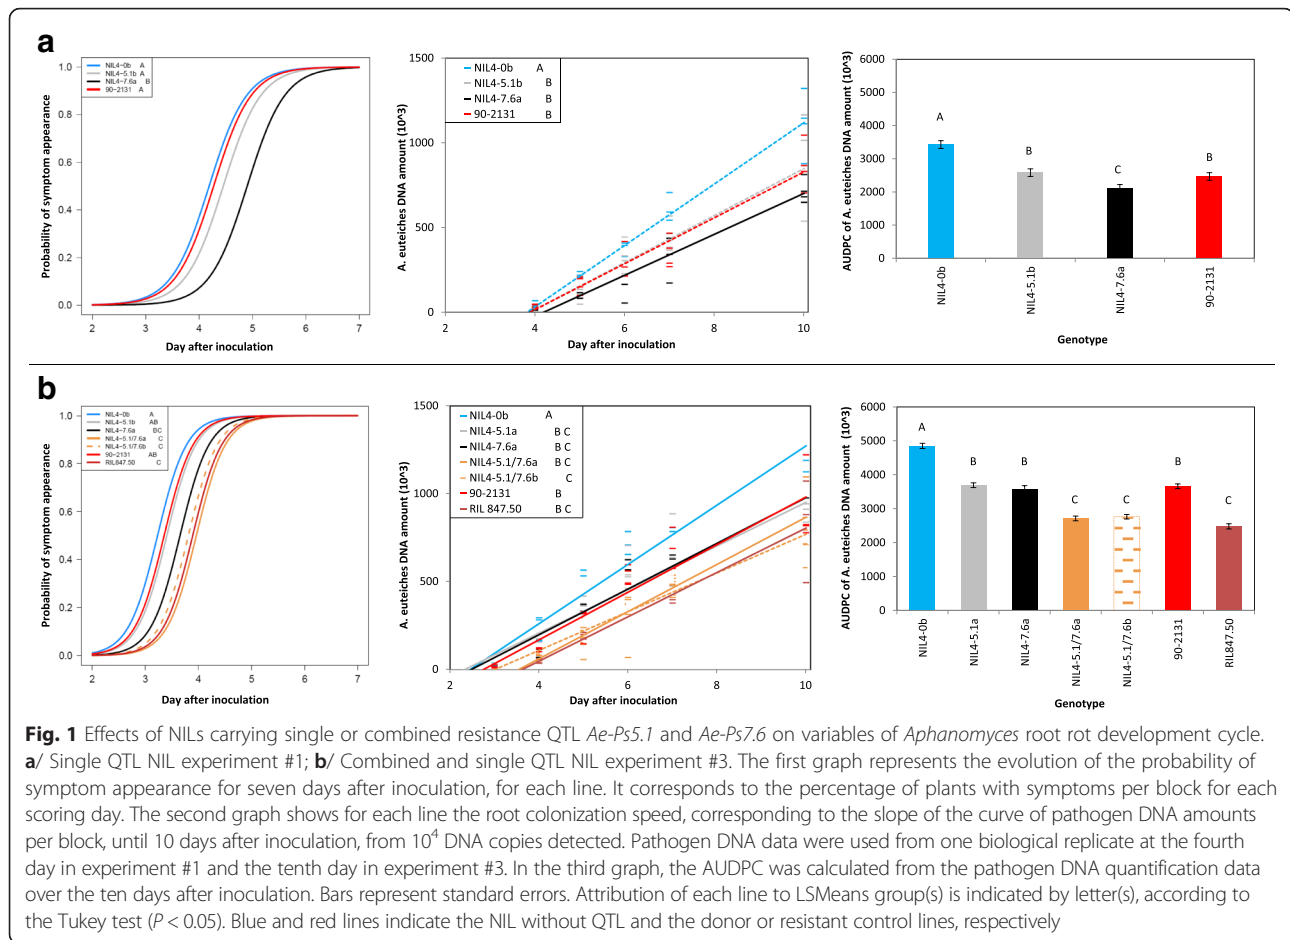 a
NIL4-0b A
NIL4-5.1b A
NIL4-7.6a B
90-2131 A
Probability of symptom appearance
1.0
0.8
0.6
0.4
0.2
0.0
2 3 4 5 6 7
Day after inoculation
NIL4-0b A
NIL4-5.1b B
NIL4-7.6a B
90-2131 B
A. euteiches DNA amount (10^3)
1500
1000
500
0
2 4 6 8 10
Day after inoculation
AUDPC of A. euteiches DNA amount (10^3)
6000
5000
4000
3000
2000
1000
0
A B C B
NIL4-0b NIL4-5.1b NIL4-7.6a 90-2131
Genotype
b
NIL4-0b A
NIL4-5.1b AB
NIL4-7.6a BC
NIL4-5.1/7.6a C
NIL4-5.1/7.6b C
90-2131 AB
RIL847.50 C
Probability of symptom appearance
1.0
0.8
0.6
0.4
0.2
0.0
2 3 4 5 6 7
Day after inoculation
NIL4-0b A
NIL4-5.1a B C
NIL4-7.6a B C
NIL4-5.1/7.6a B C
NIL4-5.1/7.6b C
90-2131 B
RIL 847.50 B C
A. euteiches DNA amount (10^3)
1500
1000
500
0
2 4 6 8 10
Day after inoculation
AUDPC of A. euteiches DNA amount (10^3)
6000
5000
4000
3000
2000
1000
0
A B B C C B C
NIL4-0b NIL4-5.1a NIL4-7.6a NIL4-5.1/7.6a NIL4-5.1/7.6b 90-2131 RIL847.50
Genotype
Fig. 1 Effects of NILs carrying single or combined resistance QTL Ae-Ps5.1 and Ae-Ps7.6 on variables of Aphanomyces root rot development cycle.
a/ Single QTL NIL experiment #1; b/ Combined and single QTL NIL experiment #3. The first graph represents the evolution of the probability of
symptom appearance for seven days after inoculation, for each line. It corresponds to the percentage of plants with symptoms per block for each
scoring day. The second graph shows for each line the root colonization speed, corresponding to the slope of the curve of pathogen DNA amounts
per block, until 10 days after inoculation, from 10⁴ DNA copies detected. Pathogen DNA data were used from one biological replicate at the fourth
day in experiment #1 and the tenth day in experiment #3. In the third graph, the AUDPC was calculated from the pathogen DNA quantification data
over the ten days after inoculation. Bars represent standard errors. Attribution of each line to LSMeans group(s) is indicated by letter(s), according to
the Tukey test (P < 0.05). Blue and red lines indicate the NIL without QTL and the donor or resistant control lines, respectively